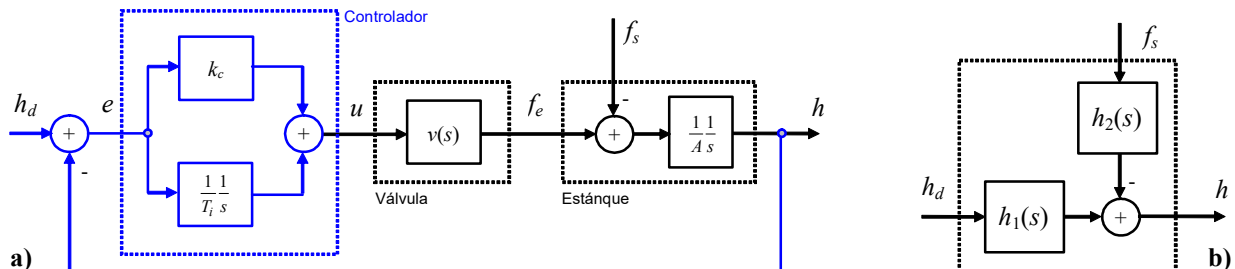 Controlador
f_s
f_s
k_c
h_2(s)
h_d
e
u
f_e
h
-
+
+
v(s)
+
1/A 1/s
-
1/T_i 1/s
-
h_d
h
h_1(s)
+
Válvula
Estánque
a)
b)